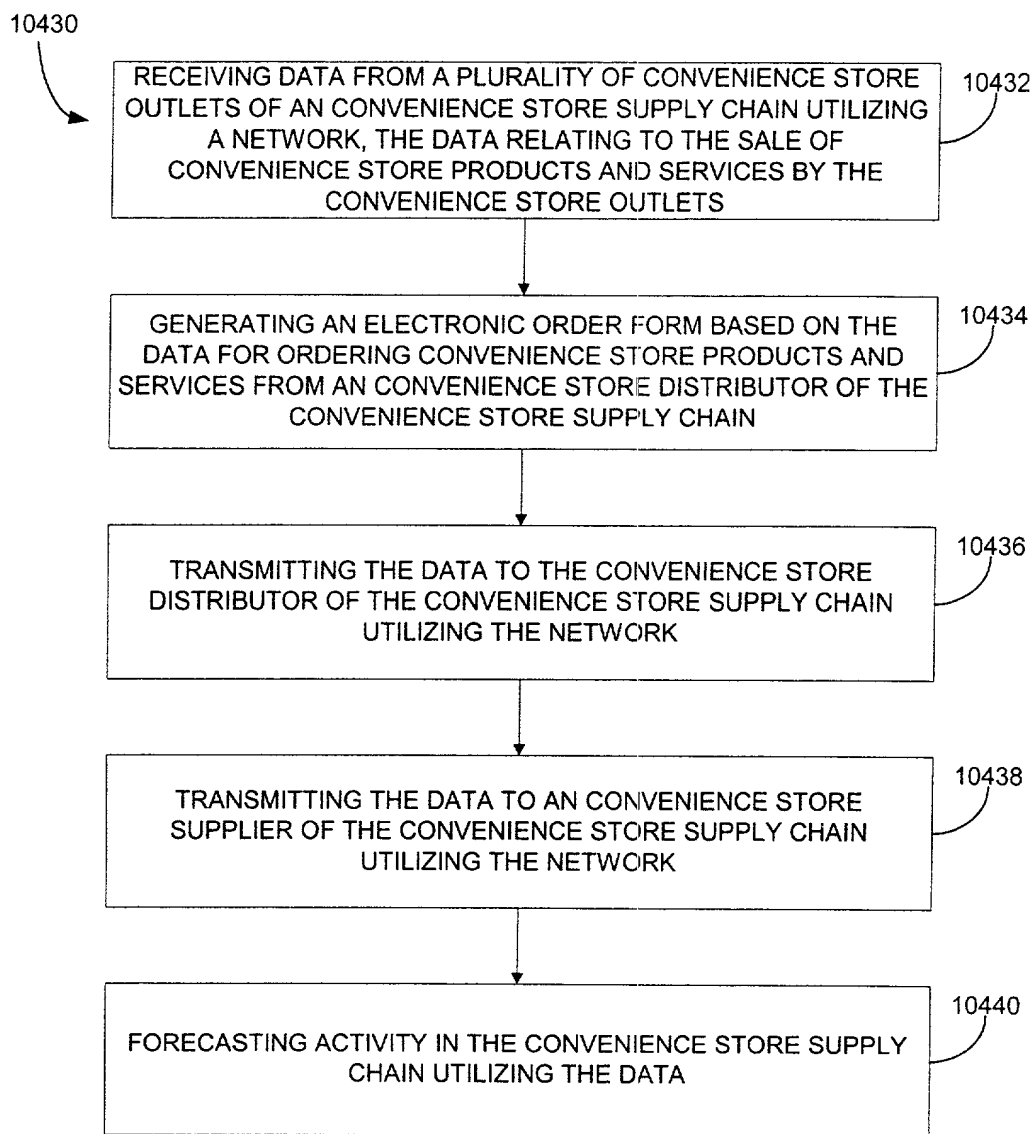 10430
RECEIVING DATA FROM A PLURALITY OF CONVENIENCE STORE
OUTLETS OF AN CONVENIENCE STORE SUPPLY CHAIN UTILIZING
A NETWORK, THE DATA RELATING TO THE SALE OF
CONVENIENCE STORE PRODUCTS AND SERVICES BY THE
CONVENIENCE STORE OUTLETS
10432
GENERATING AN ELECTRONIC ORDER FORM BASED ON THE
DATA FOR ORDERING CONVENIENCE STORE PRODUCTS AND
SERVICES FROM AN CONVENIENCE STORE DISTRIBUTOR OF THE
CONVENIENCE STORE SUPPLY CHAIN
10434
TRANSMITTING THE DATA TO THE CONVENIENCE STORE
DISTRIBUTOR OF THE CONVENIENCE STORE SUPPLY CHAIN
UTILIZING THE NETWORK
10436
TRANSMITTING THE DATA TO AN CONVENIENCE STORE
SUPPLIER OF THE CONVENIENCE STORE SUPPLY CHAIN
UTILIZING THE NETWORK
10438
FORECASTING ACTIVITY IN THE CONVENIENCE STORE SUPPLY
CHAIN UTILIZING THE DATA
10440